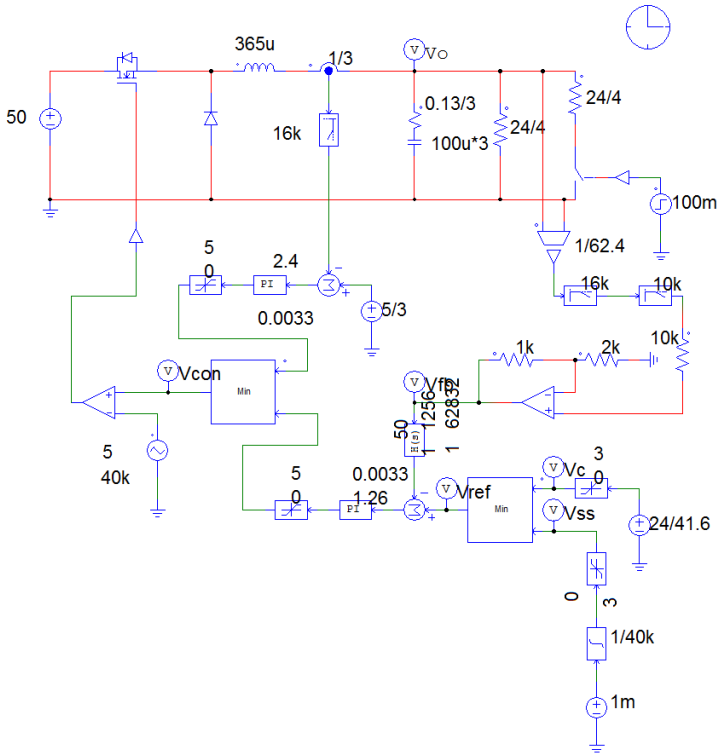 365u
1/3
V
Vo
50
16k
0.13/3
100u*3
24/4
24/4
100m
1/62.4
5
0
PI
2.4
0.0033
Σ
5/3
16k
10k
10k
1k
2k
V
Vcon
Min
5
40k
V
Vfb
50
1 1256
1 62832
H(s)
5
0
PI
0.0033
1.26
Σ
V
Vref
Min
V
Vc
3
0
V
Vss
24/41.6
0
3
1/40k
1m